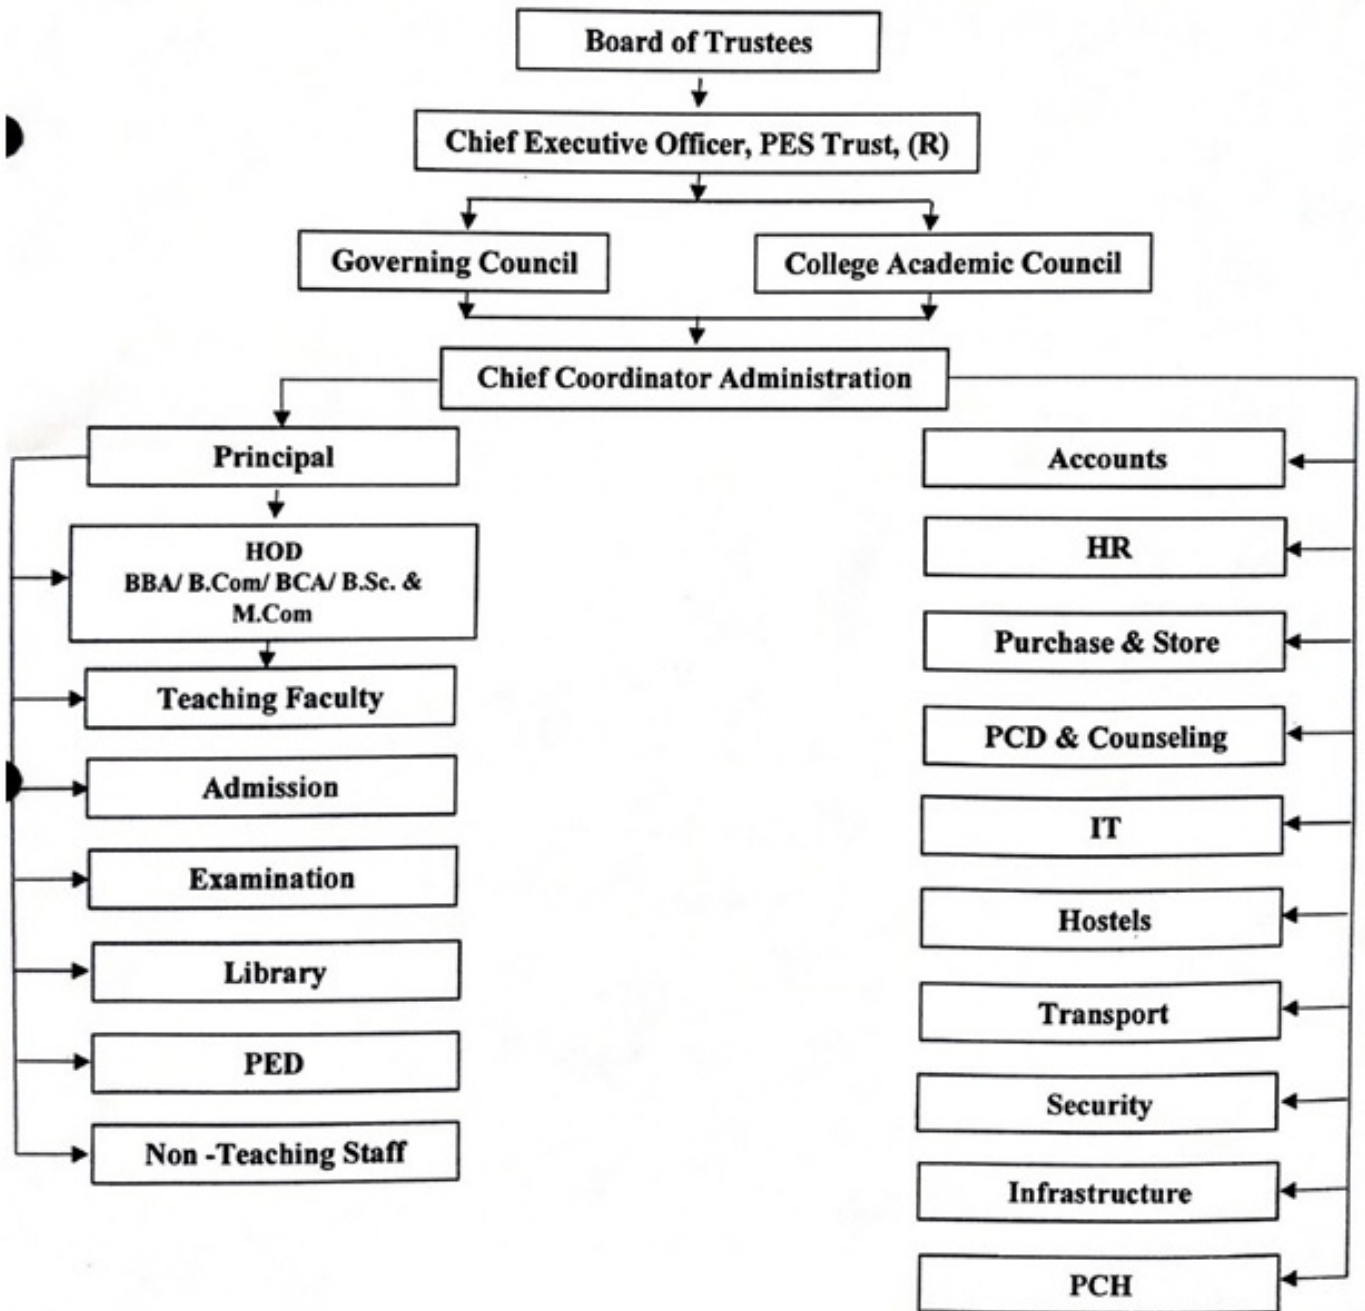 Board of Trustees
Chief Executive Officer, PES Trust, (R)
Governing Council
College Academic Council
Chief Coordinator Administration
Principal
HOD
BBA/ B.Com/ BCA/ B.Sc. &
M.Com
Teaching Faculty
Admission
Examination
Library
PED
Non -Teaching Staff
Accounts
HR
Purchase & Store
PCD & Counseling
IT
Hostels
Transport
Security
Infrastructure
PCH